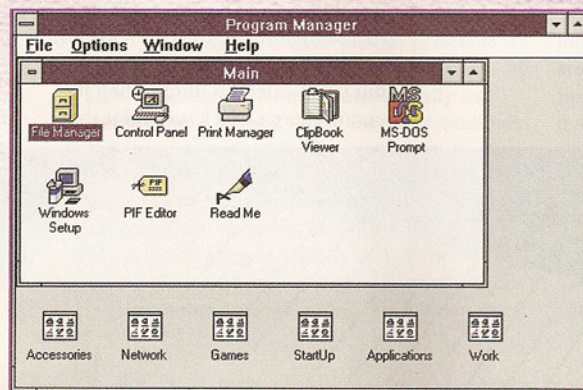 Program Manager
File Options Window Help
Main
File Manager Control Panel Print Manager ClipBook Viewer MS-DOS Prompt
Windows Setup PIF Editor Read Me
Accessories Network Games StartUp Applications Work